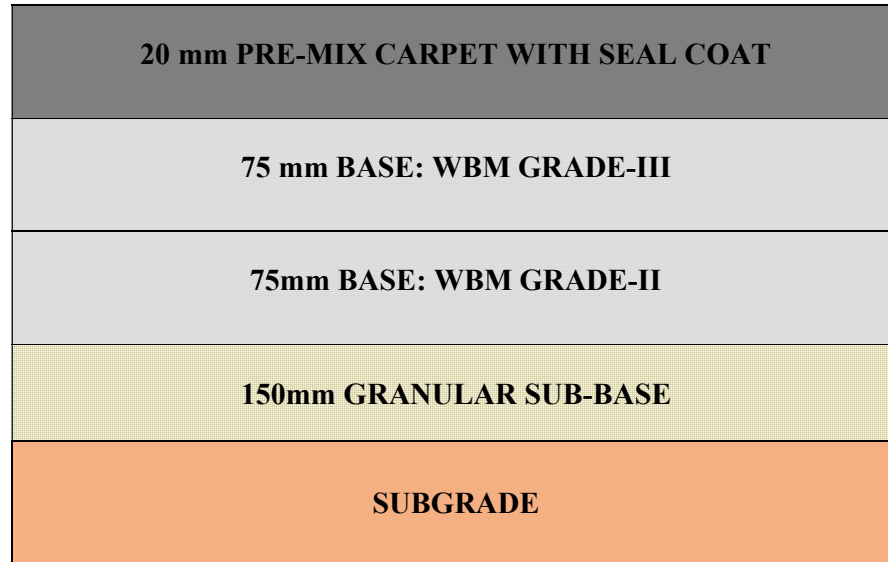 20 mm PRE-MIX CARPET WITH SEAL COAT
75 mm BASE: WBM GRADE-III
75mm BASE: WBM GRADE-II
150mm GRANULAR SUB-BASE
SUBGRADE